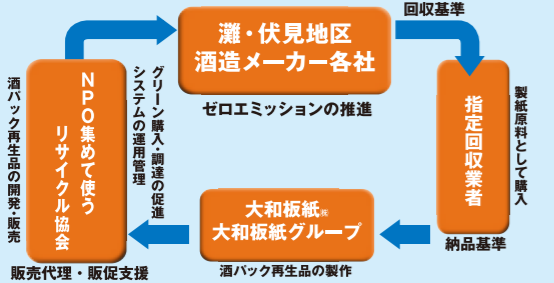 回収基準
灘・伏見地区
酒造メーカー各社
ゼロエミッションの推進
指定回収業者
製紙原料として購入
納品基準
大和板紙㈱
大和板紙グループ
酒パック再生品の製作
グリーン購入・調達の促進
システムの運用管理
NPO集めて使う
リサイクル協会
酒パック再生品の開発・販売
販売代理・販促支援